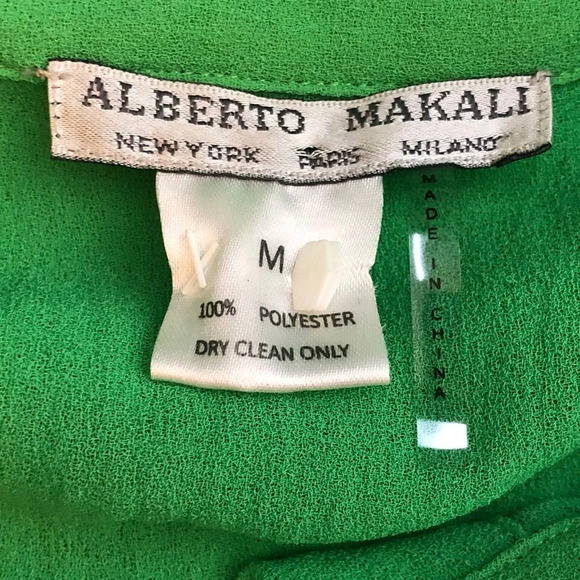 ALBERTO MAKALI
NEW YORK PARIS MILANO
M
100% POLYESTER
DRY CLEAN ONLY
MADE IN CHINA